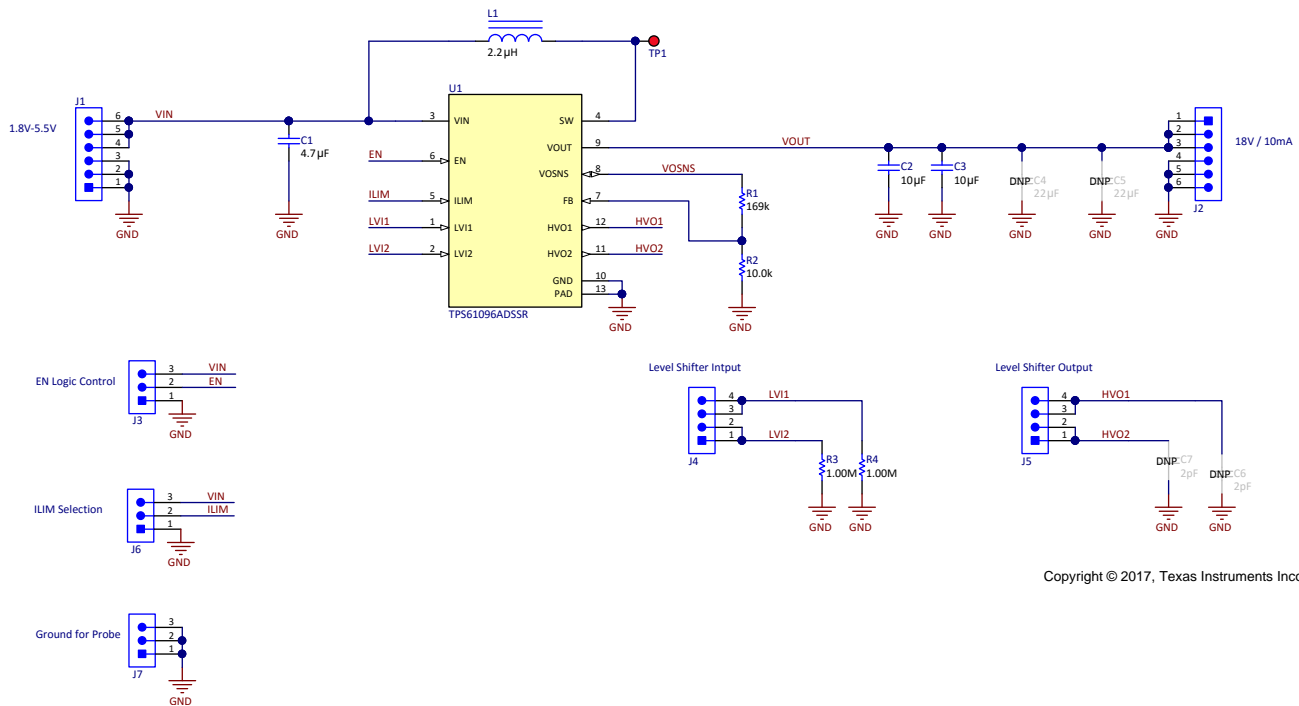 L1
2.2µH
TP1
U1
J1
1.8V-5.5V
6
5
4
3
2
1
VIN
GND
C1
4.7µF
GND
3
VIN
EN
6
EN
ILIM
5
ILIM
LVI1
1
LVI1
LVI2
2
LVI2
SW
4
VOUT
9
VOSNS
8
FB
7
HVO1
12
HVO1
HVO2
11
HVO2
GND
10
PAD
13
TPS61096ADSSR
GND
VOSNS
R1
169k
R2
10.0k
GND
VOUT
C2
10µF
GND
C3
10µF
GND
DNP
C4
22µF
GND
DNP
C5
22µF
GND
1
2
3
4
5
6
18V / 10mA
J2
GND
EN Logic Control
3
VIN
2
EN
1
J3
GND
Level Shifter Intput
4
LVI1
3
2
1
LVI2
J4
R3
1.00M
R4
1.00M
GND
GND
Level Shifter Output
4
HVO1
3
2
1
HVO2
J5
DNP
C7
2pF
DNP
C6
2pF
GND
GND
ILIM Selection
3
VIN
2
ILIM
1
J6
GND
Copyright © 2017, Texas Instruments Inc
Ground for Probe
3
2
1
J7
GND